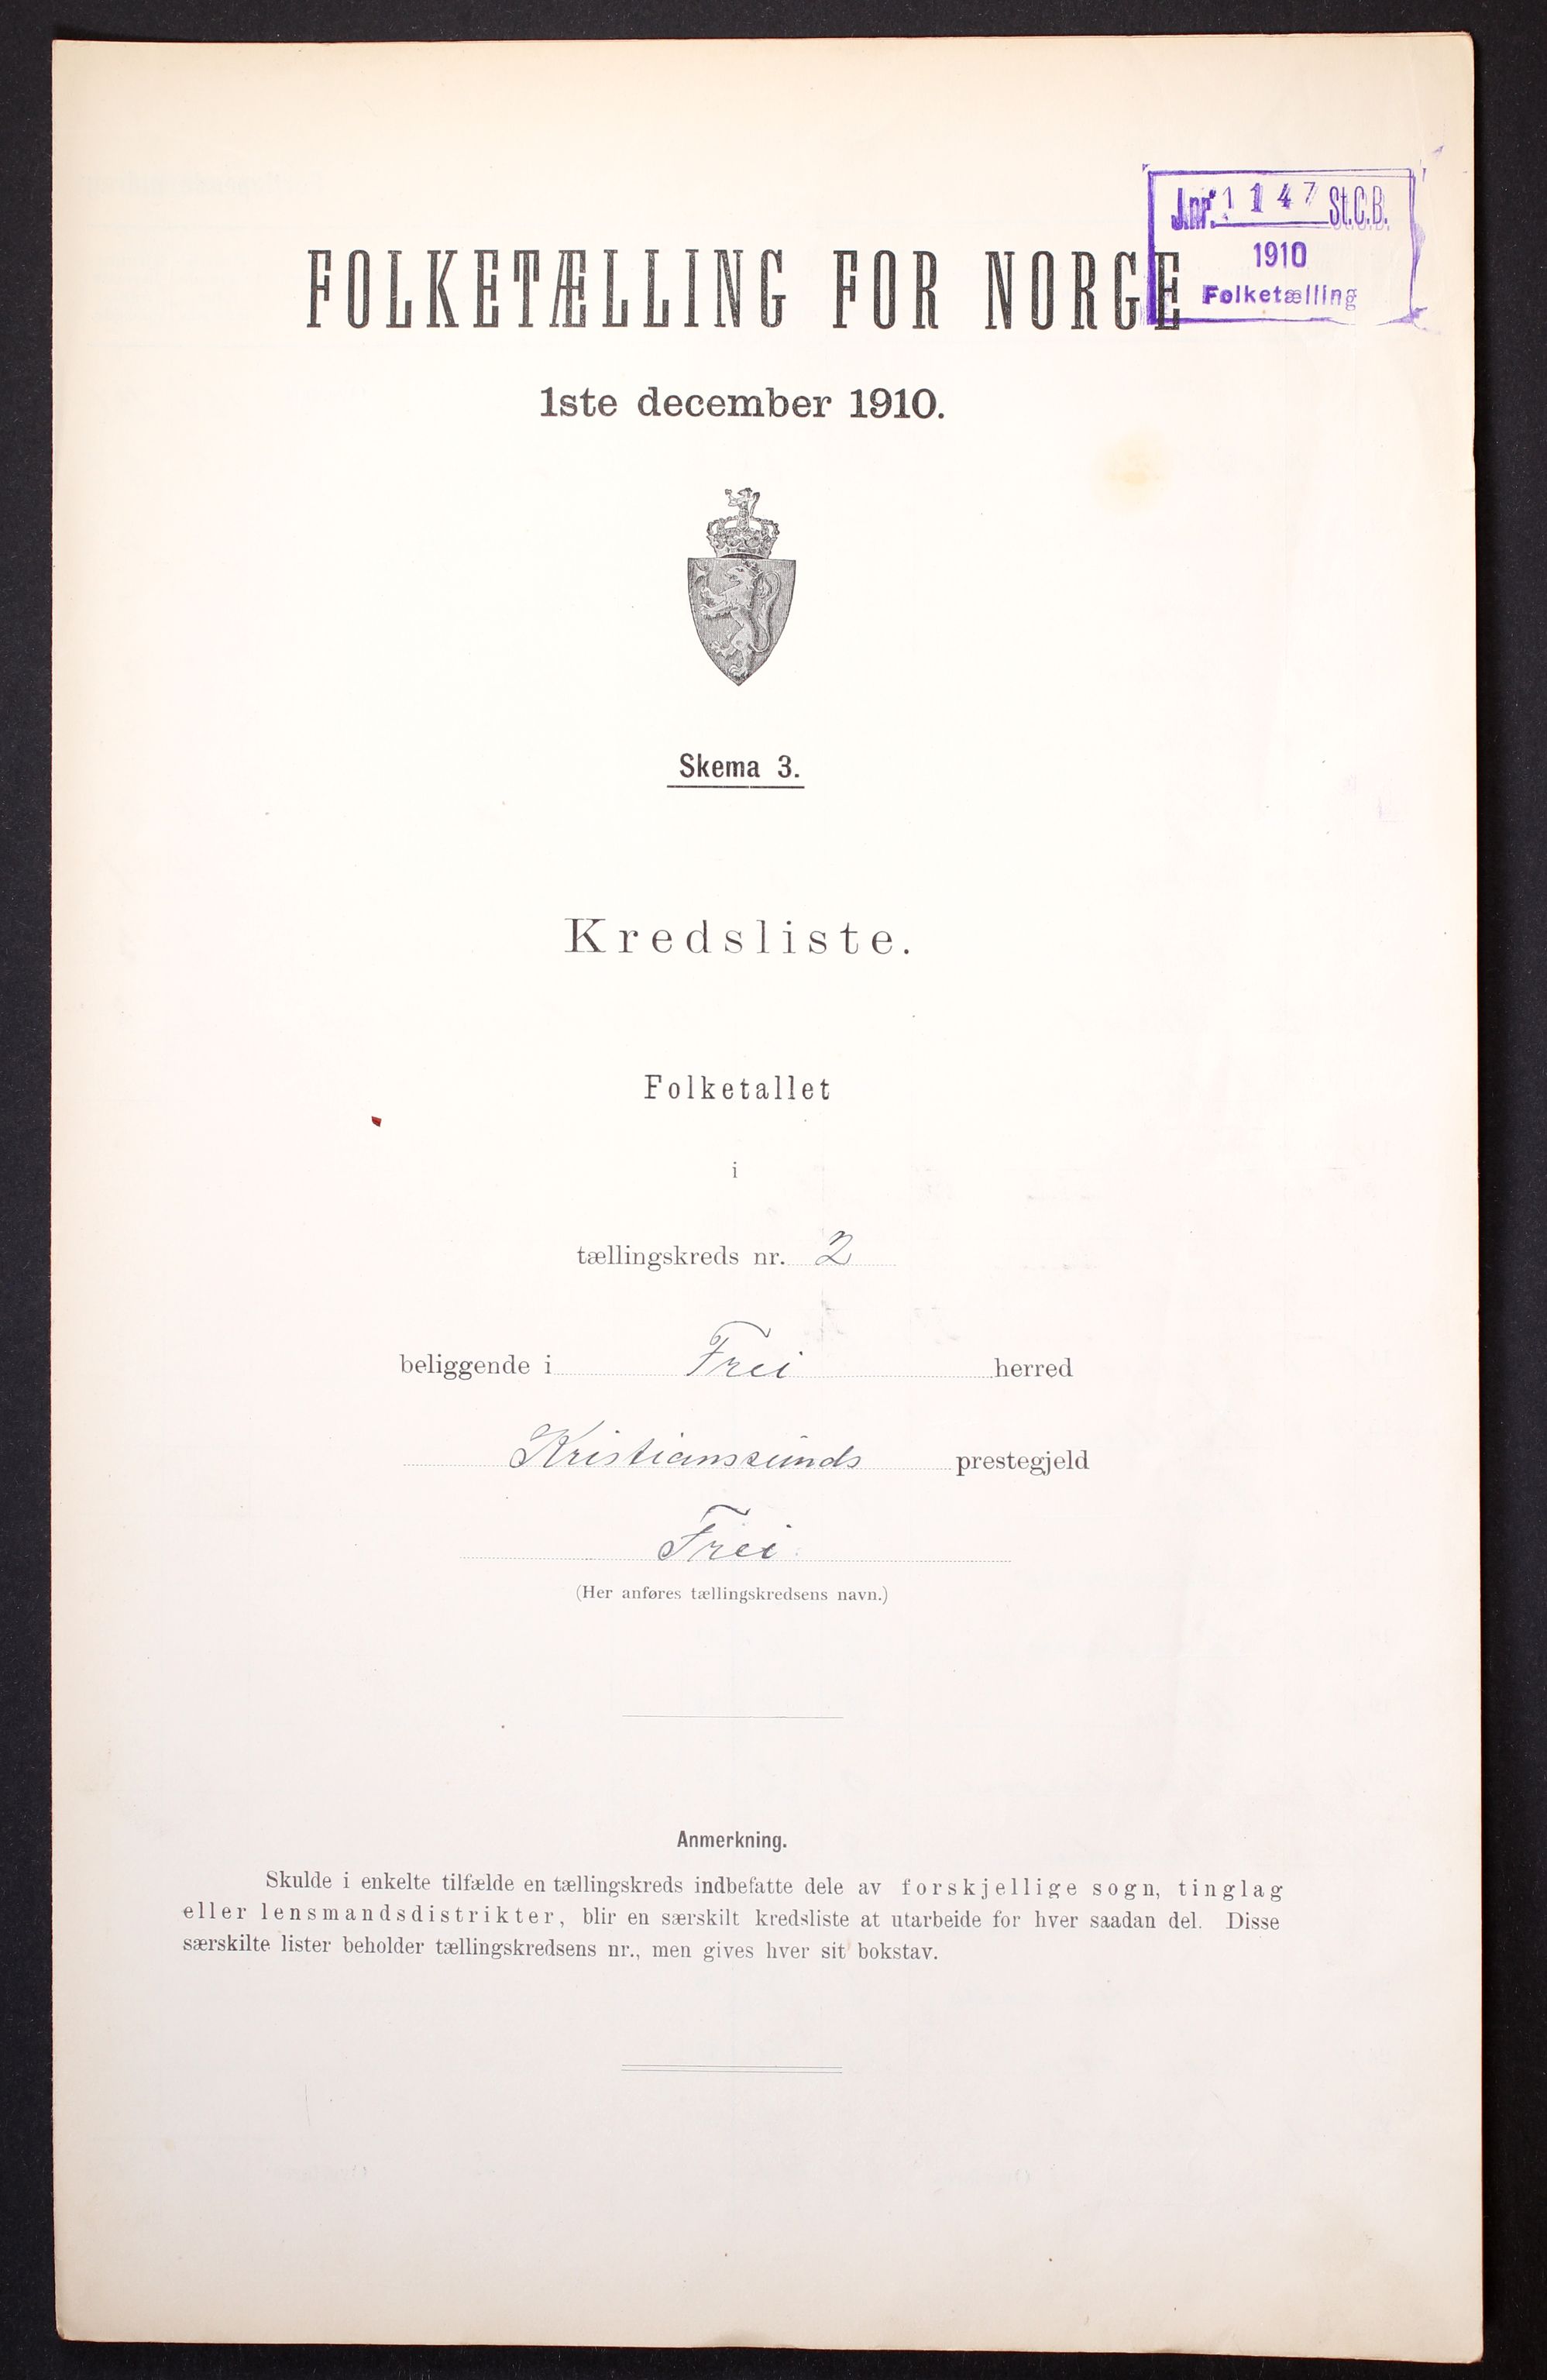 J.nr. 1147 St.C.B.
1910
Folketælling
FOLKETÆLLING FOR NORGE
1ste december 1910.
Skema 3.
Kredsliste.
Folketallet
i
tællingskreds nr. 2
beliggende i Frei herred
Kristianssunds prestegjeld
Frei
(Her anføres tællingskredsens navn.)
Anmerkning.
Skulde i enkelte tilfælde en tællingskreds indbefatte dele av forskjellige sogn, tinglag
eller lensmandsdistrikter, blir en særskilt kredsliste at utarbeide for hver saadan del. Disse
særskilte lister beholder tællingskredsens nr., men gives hver sit bokstav.